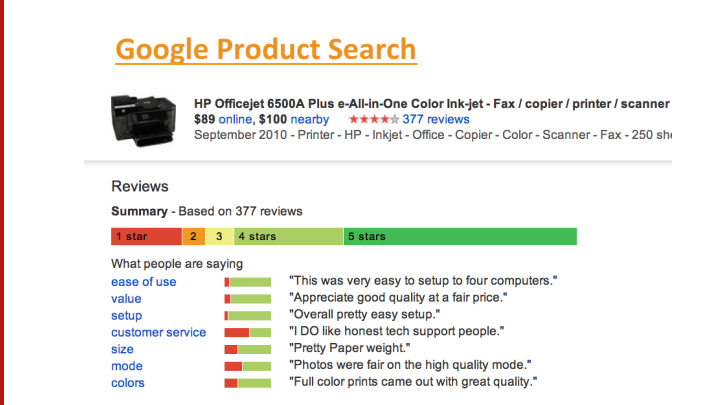 Google Product Search
HP Officejet 6500A Plus e-All-in-One Color Ink-jet - Fax / copier / printer / scanner
$89 online, $100 nearby ★★★★☆ 377 reviews
September 2010 - Printer - HP - Inkjet - Office - Copier - Color - Scanner - Fax - 250
Reviews
Summary - Based on 377 reviews
1 star 2 3 4 stars 5 stars
What people are saying
ease of use "This was very easy to setup to four computers."
value "Appreciate good quality at a fair price."
setup "Overall pretty easy setup."
customer service "I DO like honest tech support people."
size "Pretty Paper weight."
mode "Photos were fair on the high quality mode."
colors "Full color prints came out with great quality."